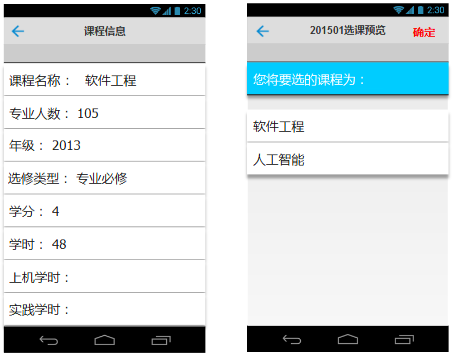 2:30
课程信息
课程名称： 软件工程
专业人数：105
年级：2013
选修类型：专业必修
学分：4
学时：48
上机学时：
实践学时：
2:30
201501选课预览 确定
您将要选的课程为：
软件工程
人工智能